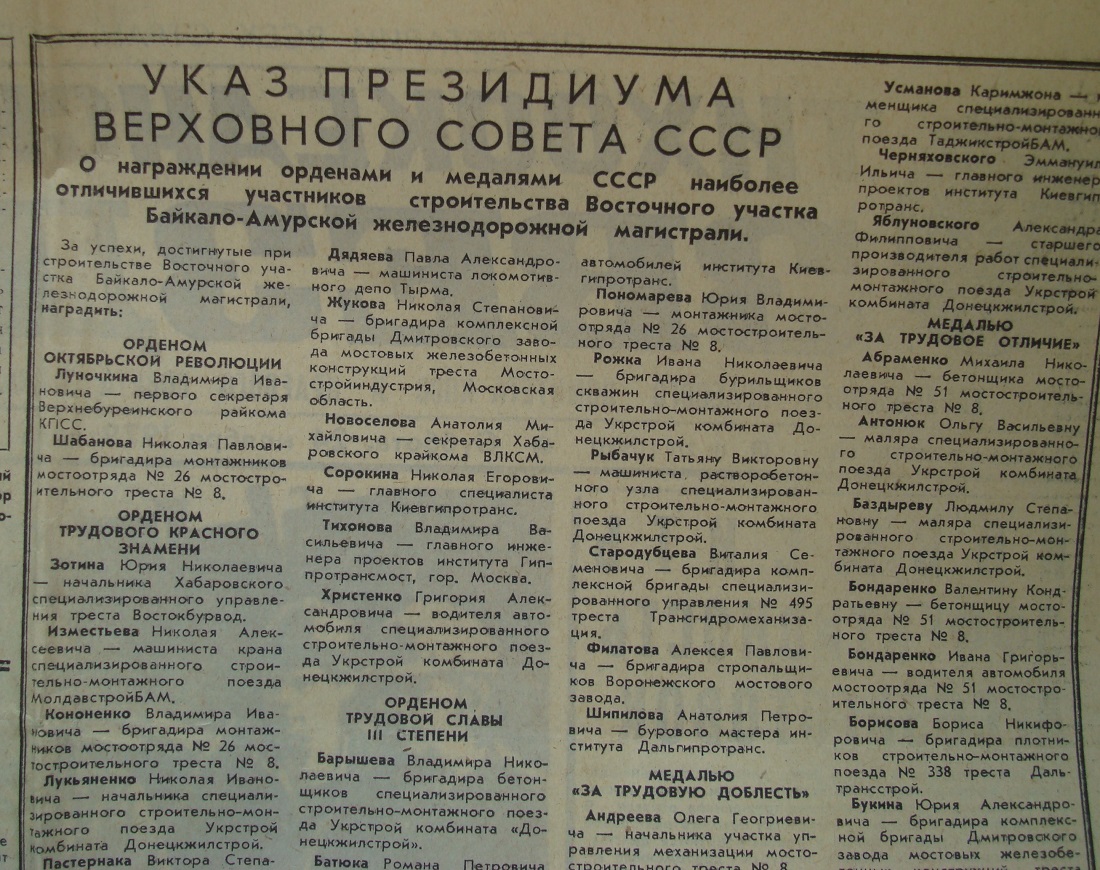 УКАЗ ПРЕЗИДИУМА
ВЕРХОВНОГО СОВЕТА СССР
О награждении орденами и медалями СССР наиболее
отличившихся участников строительства Восточного участка
Байкало-Амурской железнодорожной магистрали.
За успехи, достигнутые при
строительстве Восточного уча-
стка Байкало-Амурской же-
лезнодорожной магистрали,
наградить:
ОРДЕНОМ
ОКТЯБРЬСКОЙ РЕВОЛЮЦИИ
Луночкина Владимира Ива-
новича — первого секретаря
Верхнебуреинского райкома
КПСС.
Шабанова Николая Павлови-
ча — бригадира монтажников
мостоотряда № 26 мостостро-
ительного треста № 8.
ОРДЕНОМ
ТРУДОВОГО КРАСНОГО
ЗНАМЕНИ
Зотина Юрия Николаевича
— начальника Хабаровского
специализированного управле-
ния треста Востокбурвод.
Изместьева Николая Алек-
сеевича — машиниста крана
специализированного строи-
тельно-монтажного поезда
МолдавстройБАМ.
Кононенко Владимира Ива-
новича — бригадира монтаж-
ников мостоотряда № 26 мос-
тостроительного треста № 8.
Лукьяненко Николая Ивано-
вича — начальника специали-
зированного строительно-мон-
тажного поезда Укрстрой
комбината Донецкжилстрой.
Пастернака Виктора Степа-
Дядяева Павла Александро-
вича — машиниста локомотив-
ного депо Тырма.
Жукова Николая Степанови-
ча — бригадира комплексной
бригады Дмитровского заво-
да мостовых железобетонных
конструкций треста Мосто-
стройиндустрия, Московская
область.
Новоселова Анатолия Ми-
хайловича — секретаря Хаба-
ровского крайкома ВЛКСМ.
Сорокина Николая Егорови-
ча — главного специалиста
института Киевгипротранс.
Тихонова Владимира Ва-
сильевича — главного инже-
нера проектов института Гип-
протрансмост, гор. Москва.
Христенко Григория Алек-
сандровича — водителя авто-
мобиля специализированного
строительно-монтажного поез-
да Укрстрой комбината До-
нецкжилстрой.
ОРДЕНОМ
ТРУДОВОЙ СЛАВЫ
III СТЕПЕНИ
Барышева Владимира Нико-
лаевича — бригадира бетон-
щиков специализированного
строительно-монтажного поез-
да Укрстрой комбината «До-
нецкжилстрой».
Батюка Романа Петровича
автомобилей института Киев-
гипротранс.
Пономарева Юрия Владими-
ровича — монтажника мосто-
отряда № 26 мостостроитель-
ного треста № 8.
Рожка Ивана Николаевича
— бригадира бурильщиков
скважин специализированного
строительно-монтажного поез-
да Укрстрой комбината До-
нецкжилстрой.
Рыбачук Татьяну Викторовну
— машиниста растворобетон-
ного узла специализирован-
ного строительно-монтажного
поезда Укрстрой комбината
Донецкжилстрой.
Стародубцева Виталия Се-
меновича — бригадира комп-
лексной бригады специализи-
рованного управления № 495
треста Трансгидромеханиза-
ция.
Филатова Алексея Павлови-
ча — бригадира стропальщи-
ков Воронежского мостового
завода.
Шипилова Анатолия Петро-
вича — бурового мастера ин-
ститута Дальгипротранс.
МЕДАЛЬЮ
«ЗА ТРУДОВУЮ ДОБЛЕСТЬ»
Андреева Олега Георгиеви-
ча — начальника участка уп-
равления механизации мосто-
строительного треста № 8.
Усманова Каримжона —
менщика специализированн
го строительно-монтажно
поезда ТаджикстройБАМ.
Черняховского Эммануил
Ильича — главного инженер
проектов института Киевгип
ротранс.
Яблуновского Александра
Филипповича — старшего
производителя работ специали-
зированного строительно-
монтажного поезда Укрстрой
комбината Донецкжилстрой.
МЕДАЛЬЮ
«ЗА ТРУДОВОЕ ОТЛИЧИЕ»
Абраменко Михаила Нико-
лаевича — бетонщика мосто-
отряда № 51 мостостроитель-
ного треста № 8.
Антонюк Ольгу Васильевну
— маляра специализированно-
го строительно-монтажного
поезда Укрстрой комбината
Донецкжилстрой.
Баздыреву Людмилу Степа-
новну — маляра специализи-
рованного строительно-мон-
тажного поезда Укрстрой ком-
бината Донецкжилстрой.
Бондаренко Валентину Конд-
ратьевну — бетонщицу мосто-
отряда № 51 мостостроитель-
ного треста № 8.
Бондаренко Ивана Григорь-
евича — водителя автомобиля
мостоотряда № 51 мостостро-
ительного треста № 8.
Борисова Бориса Никифо-
ровича — бригадира плотни-
ков строительно-монтажного
поезда № 338 треста Даль-
трансстрой.
Букина Юрия Александро-
вича — бригадира комплекс-
ной бригады Дмитровского
завода мостовых железобе-